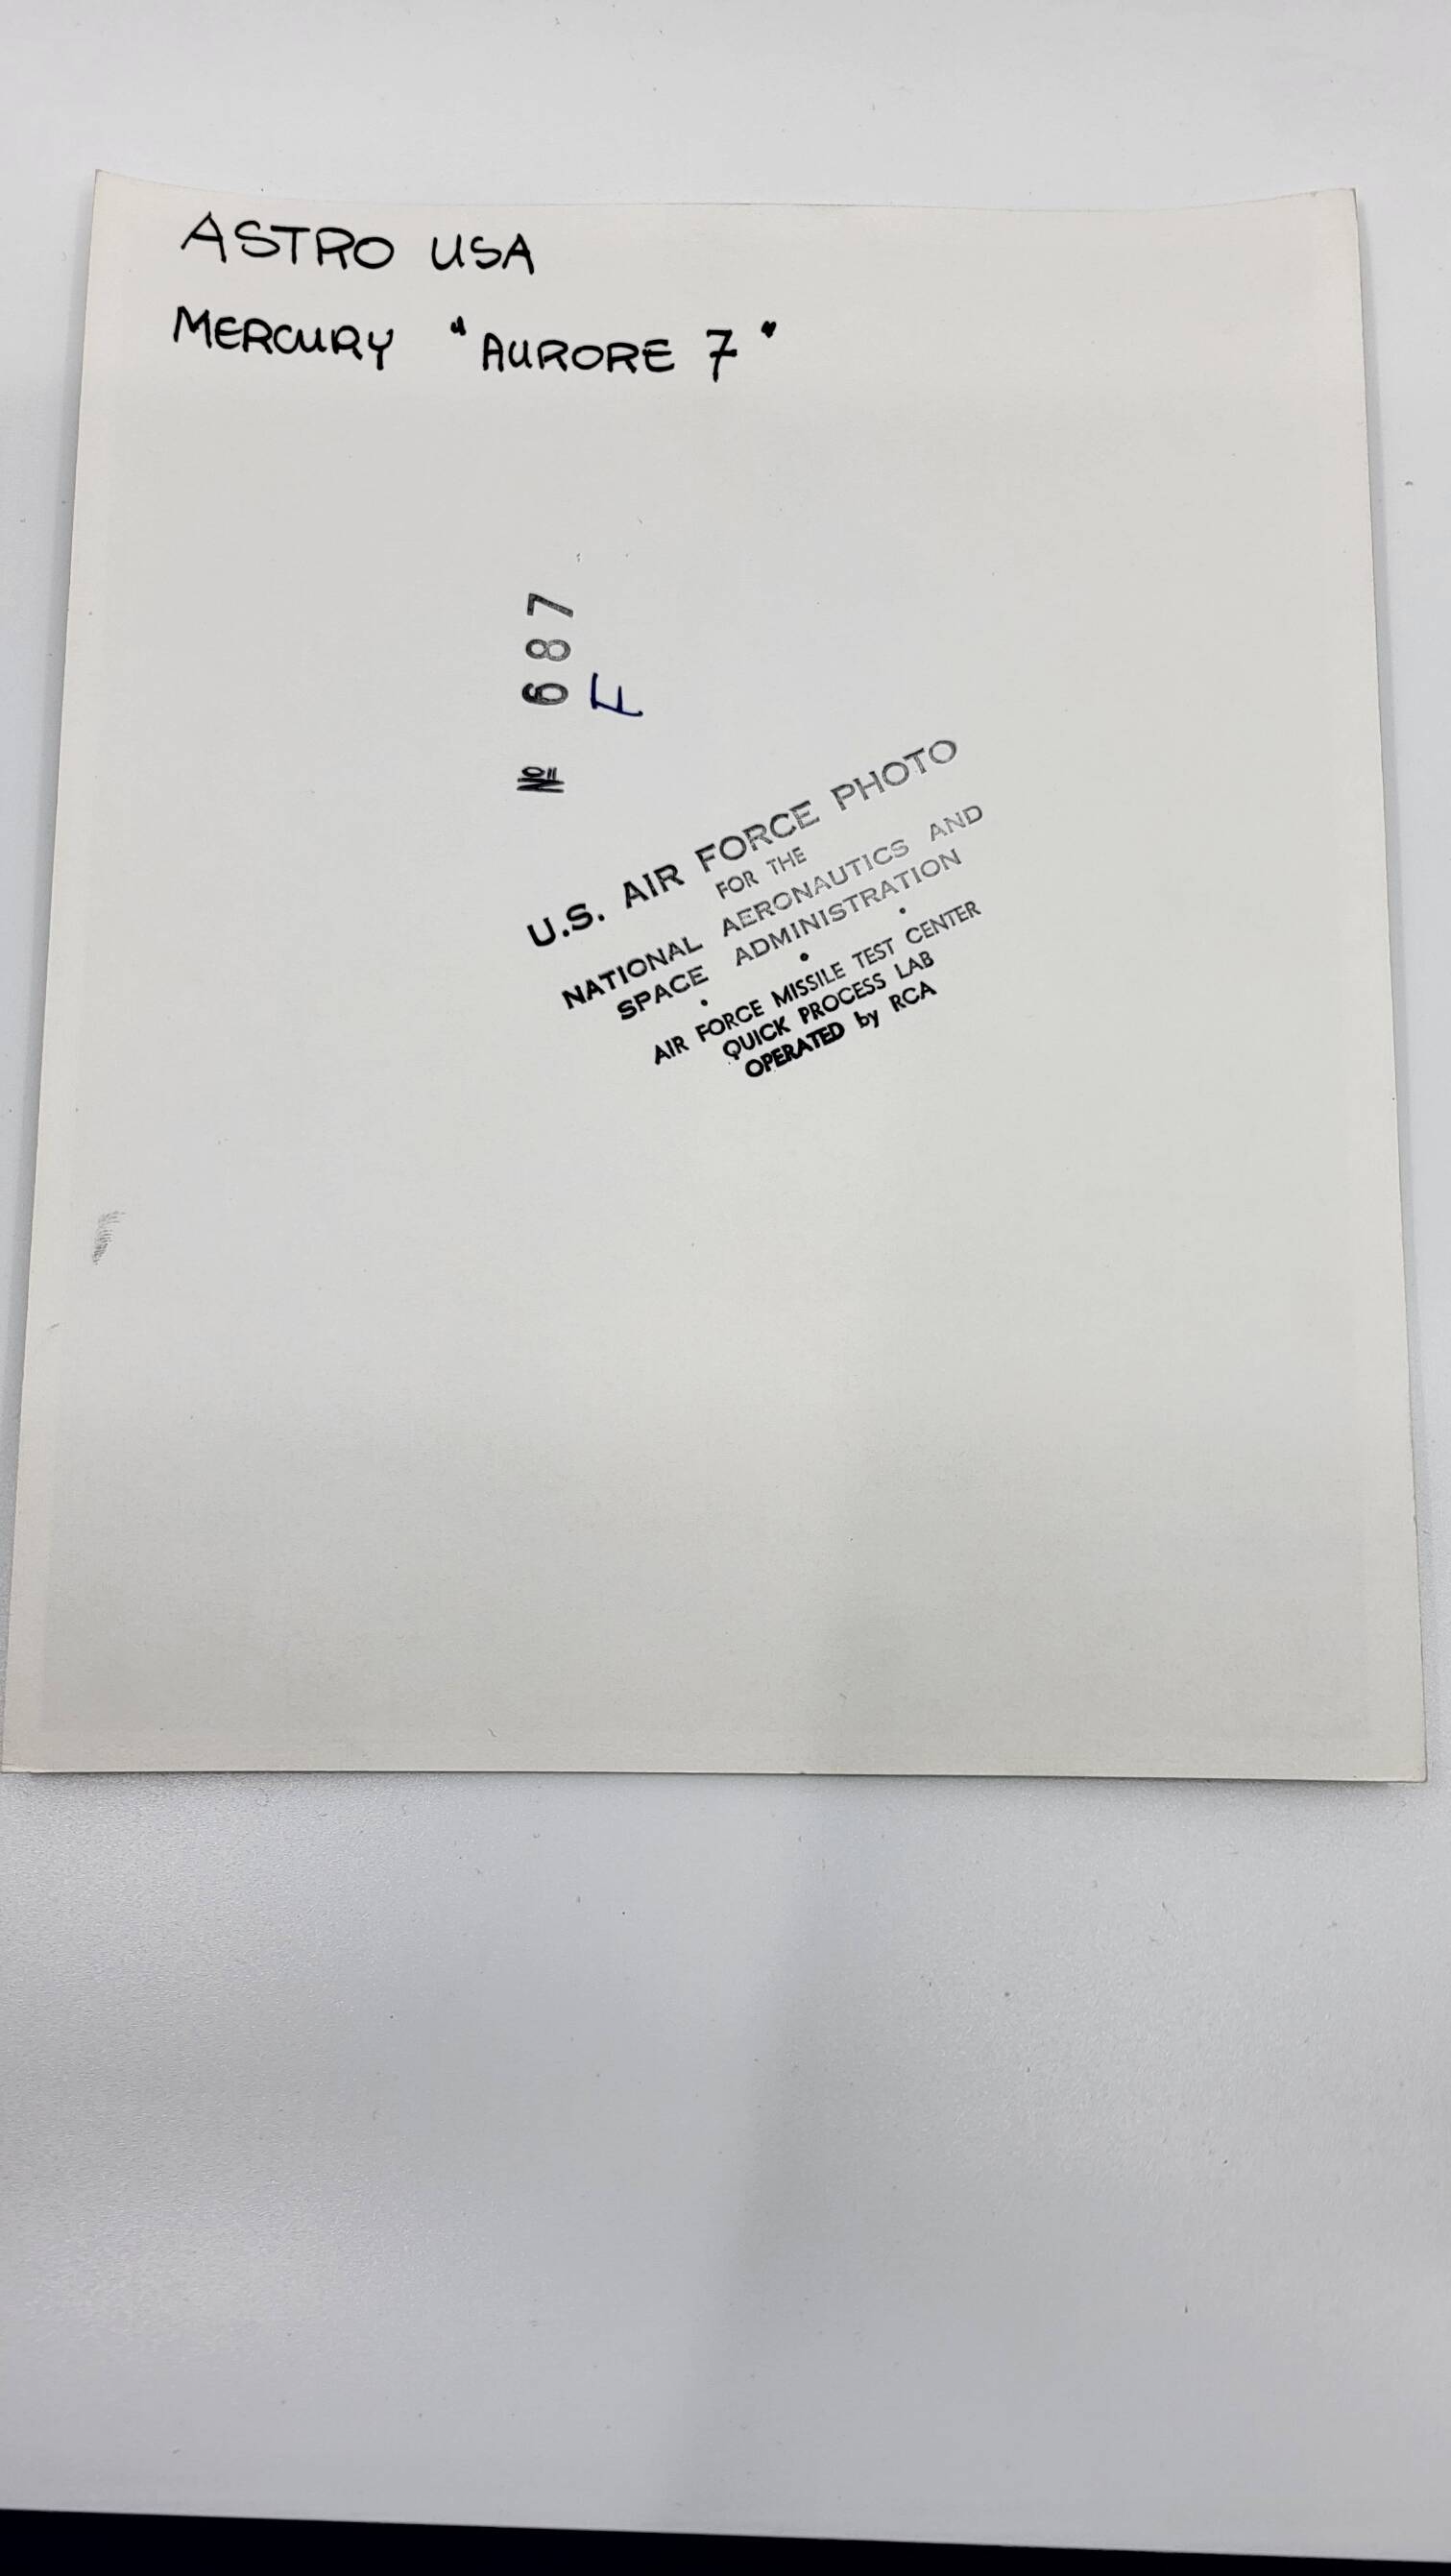 ASTRO USA
MERCURY "AURORE 7"
№ 687
F
U.S. AIR FORCE PHOTO
FOR THE
NATIONAL AERONAUTICS AND
SPACE ADMINISTRATION
AIR FORCE MISSILE TEST CENTER
QUICK PROCESS LAB
OPERATED by RCA